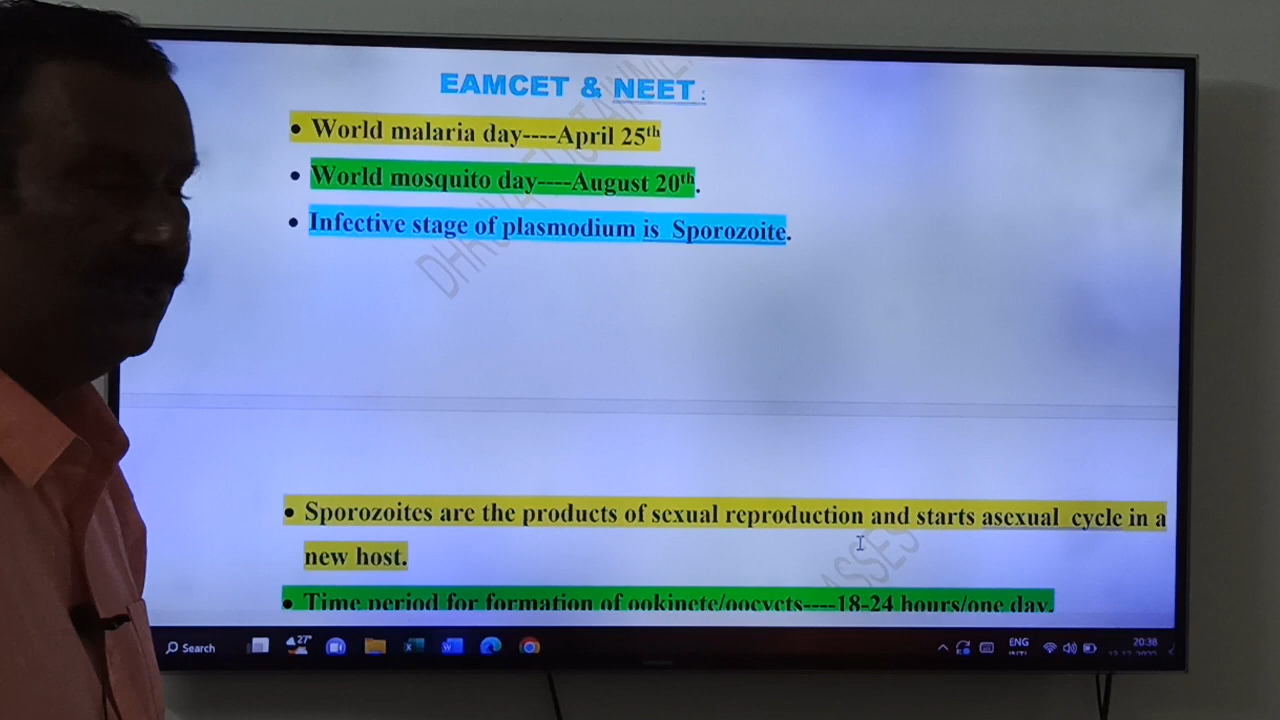 EAMCET & NEET :
• World malaria day----April 25th
• World mosquito day----August 20th.
• Infective stage of plasmodium is Sporozoite.
• Sporozoites are the products of sexual reproduction and starts asexual cycle in a
new host.
• Time period for formation of ookinete/oocycts----18-24 hours/one day.
Search
27°
ENG
20:38